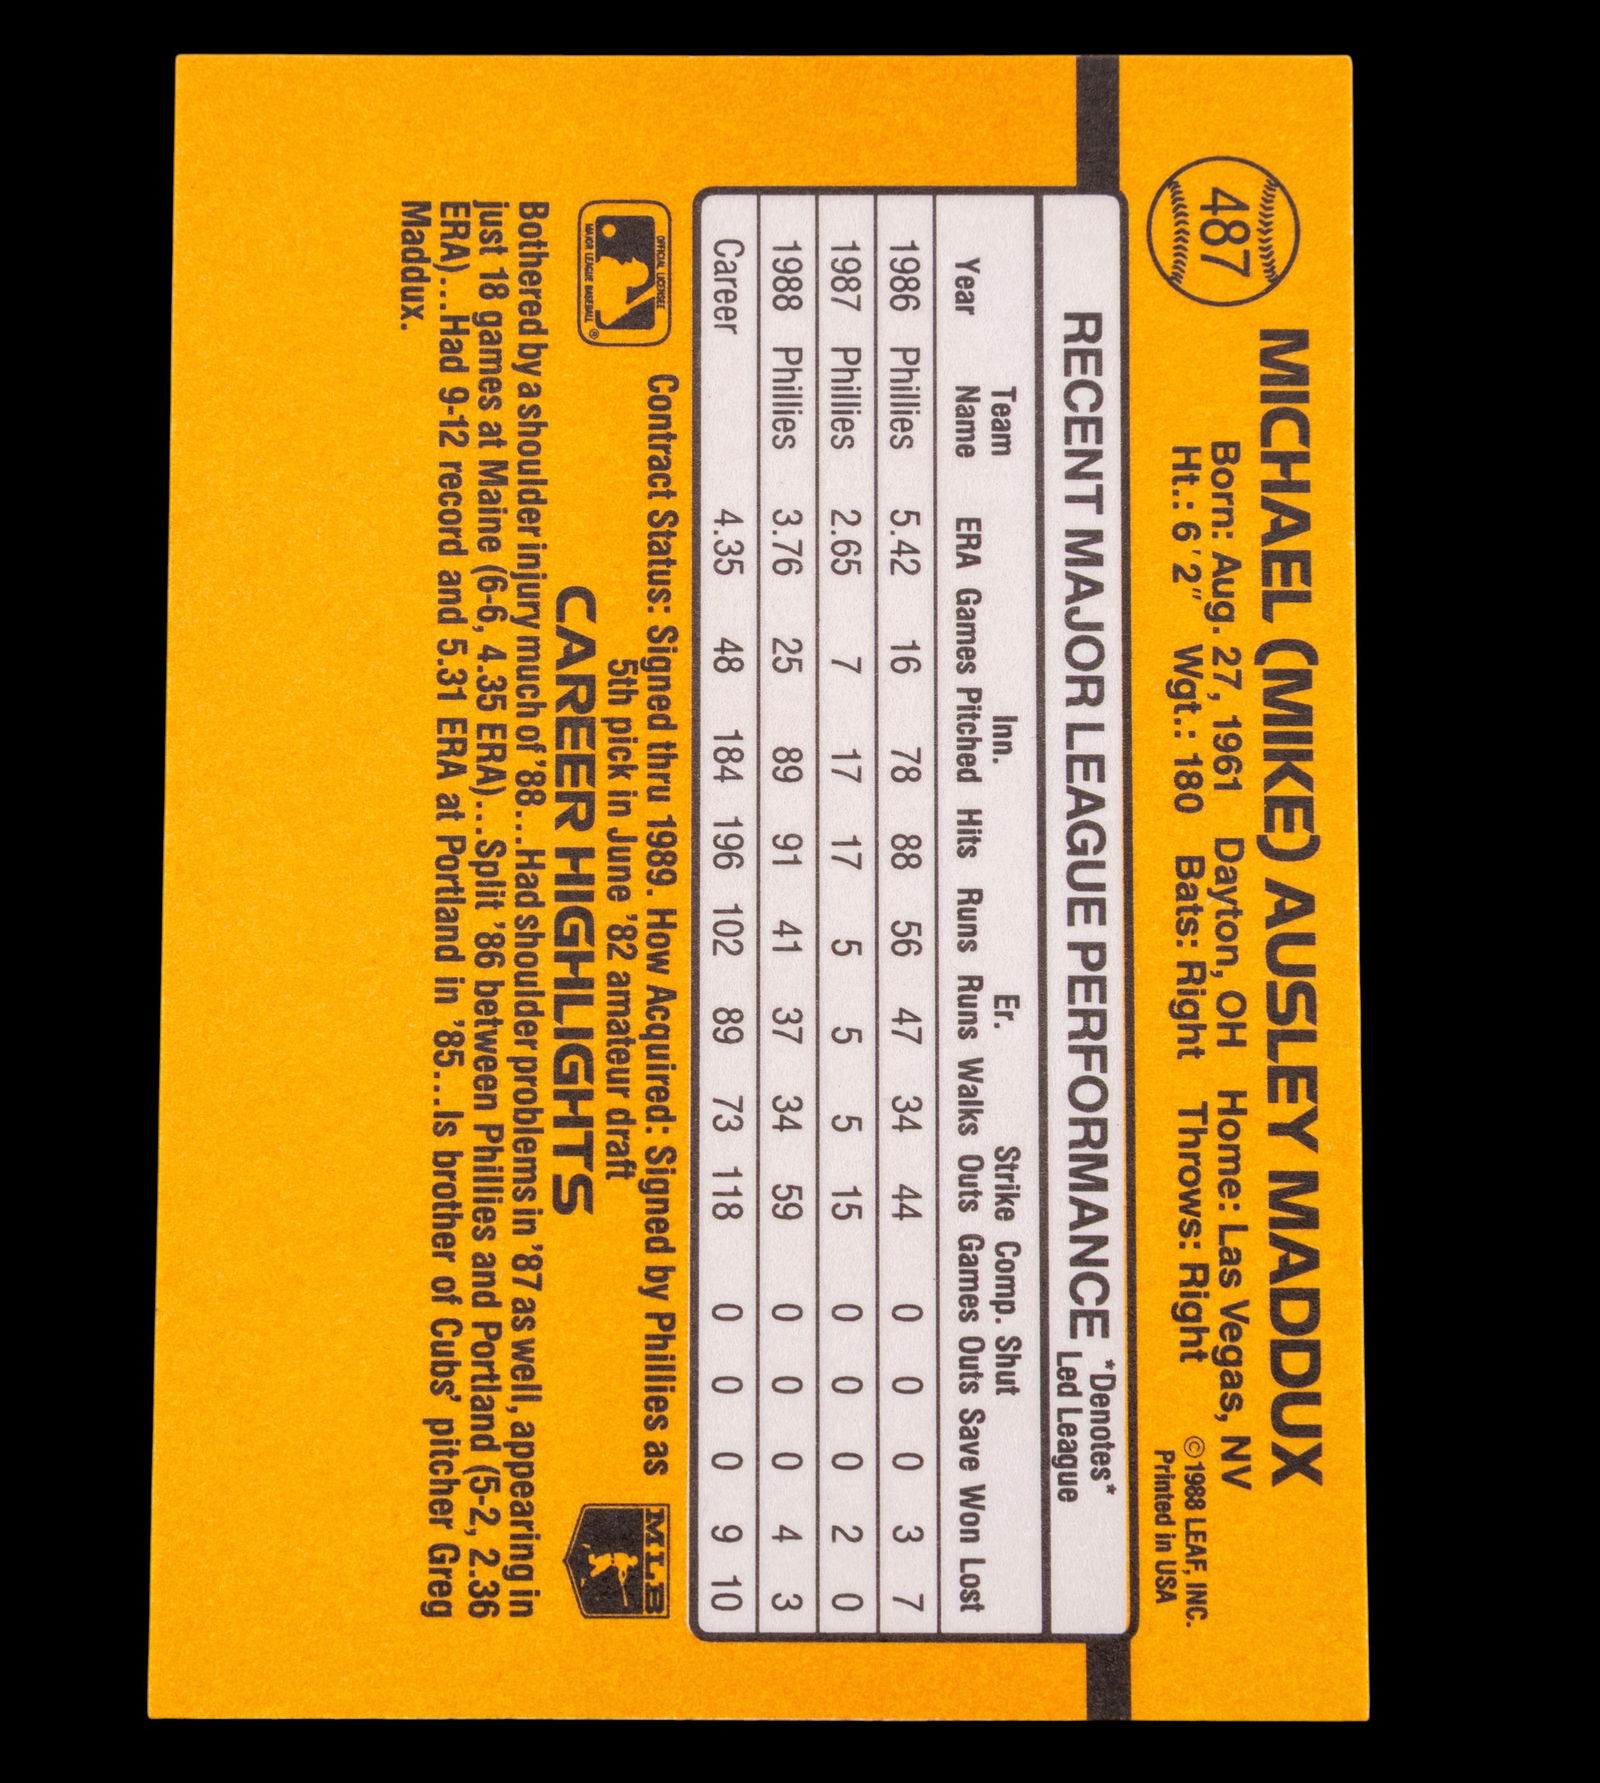 487
MICHAEL (MIKE) AUSLEY MADDUX
Born: Aug. 27, 1961 Dayton, OH Home: Las Vegas, NV
Ht.: 6′2″ Wgt.: 180 Bats: Right Throws: Right
© 1988 LEAF, INC.
Printed in USA
RECENT MAJOR LEAGUE PERFORMANCE *Denotes* Led League
Year Team Name ERA Games Inn. Pitched Hits Runs Er. Runs Walks Strike Outs Comp. Games Shut Outs Save Won Lost
1986 Phillies 5.42 16 78 88 56 47 34 44 0 0 0 3 7
1987 Phillies 2.65 7 17 17 5 5 5 15 0 0 0 2 0
1988 Phillies 3.76 25 89 91 41 37 34 59 0 0 0 4 3
Career 4.35 48 184 196 102 89 73 118 0 0 0 9 10
OFFICIAL LICENSEE
MAJOR LEAGUE BASEBALL ®
Contract Status: Signed thru 1989. How Acquired: Signed by Phillies as
5th pick in June '82 amateur draft
MLB
CAREER HIGHLIGHTS
Bothered by a shoulder injury much of '88...Had shoulder problems in '87 as well, appearing in
just 18 games at Maine (6-6, 4.35 ERA)...Split '86 between Phillies and Portland (5-2, 2.36
ERA)...Had 9-12 record and 5.31 ERA at Portland in '85...Is brother of Cubs' pitcher Greg
Maddux.